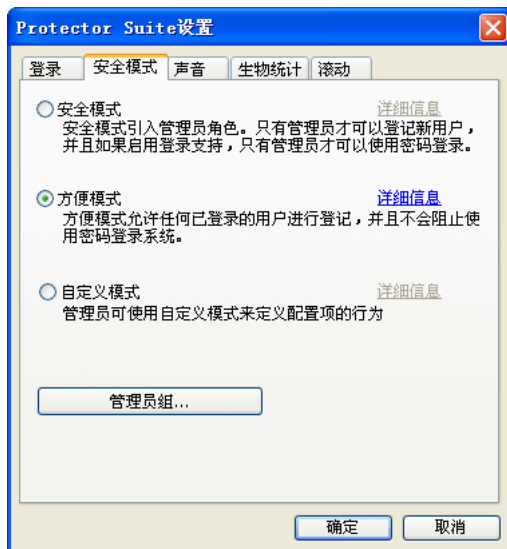 Protector Suite设置
登录 安全模式 声音 生物统计 滚动
安全模式 详细信息
安全模式引入管理员角色。只有管理员才可以登记新用户，
并且如果启用登录支持，只有管理员才可以使用密码登录。
方便模式 详细信息
方便模式允许任何已登录的用户进行登记，并且不会阻止使
用密码登录系统。
自定义模式 详细信息
管理员可使用自定义模式来定义配置项的行为
管理员组...
确定 取消